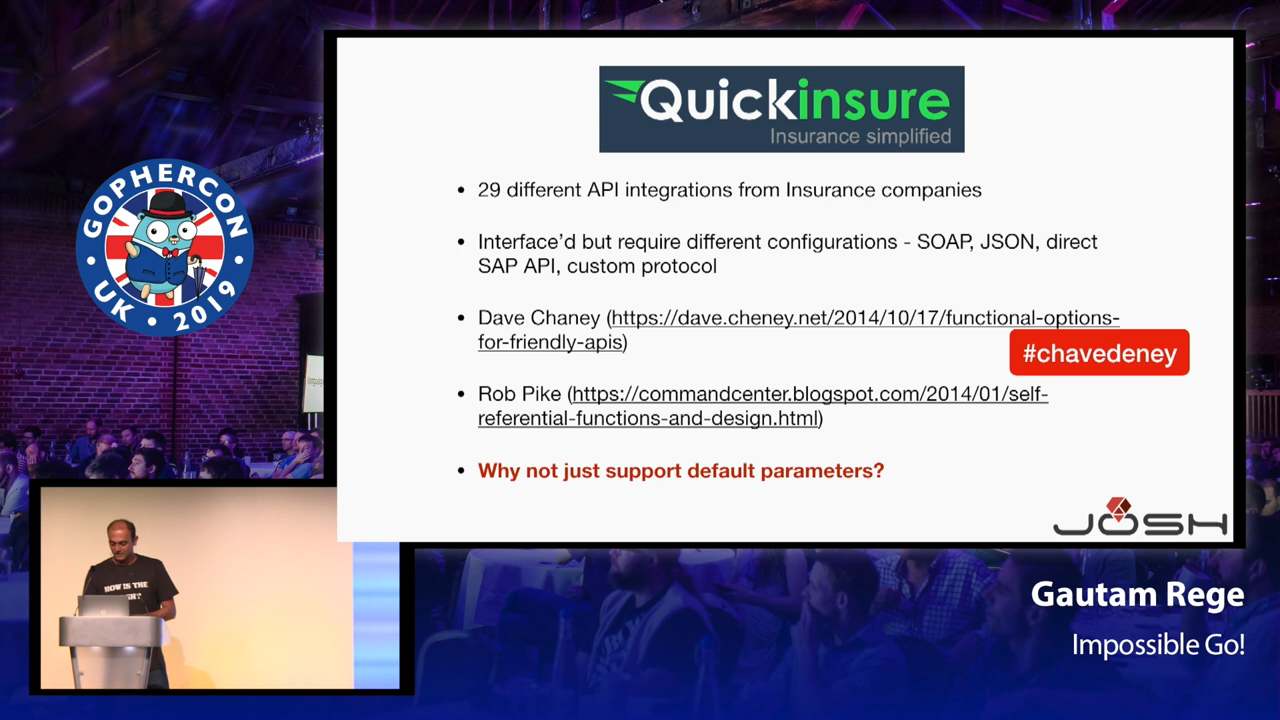 GOPHERCON
UK • 2019
Quickinsure
Insurance simplified
• 29 different API integrations from Insurance companies
• Interface’d but require different configurations - SOAP, JSON, direct
SAP API, custom protocol
• Dave Chaney (https://dave.cheney.net/2014/10/17/functional-options-
for-friendly-apis)
#chavedeney
• Rob Pike (https://commandcenter.blogspot.com/2014/01/self-
referential-functions-and-design.html)
• Why not just support default parameters?
JOSH
HOW IS THE
Gautam Rege
Impossible Go!